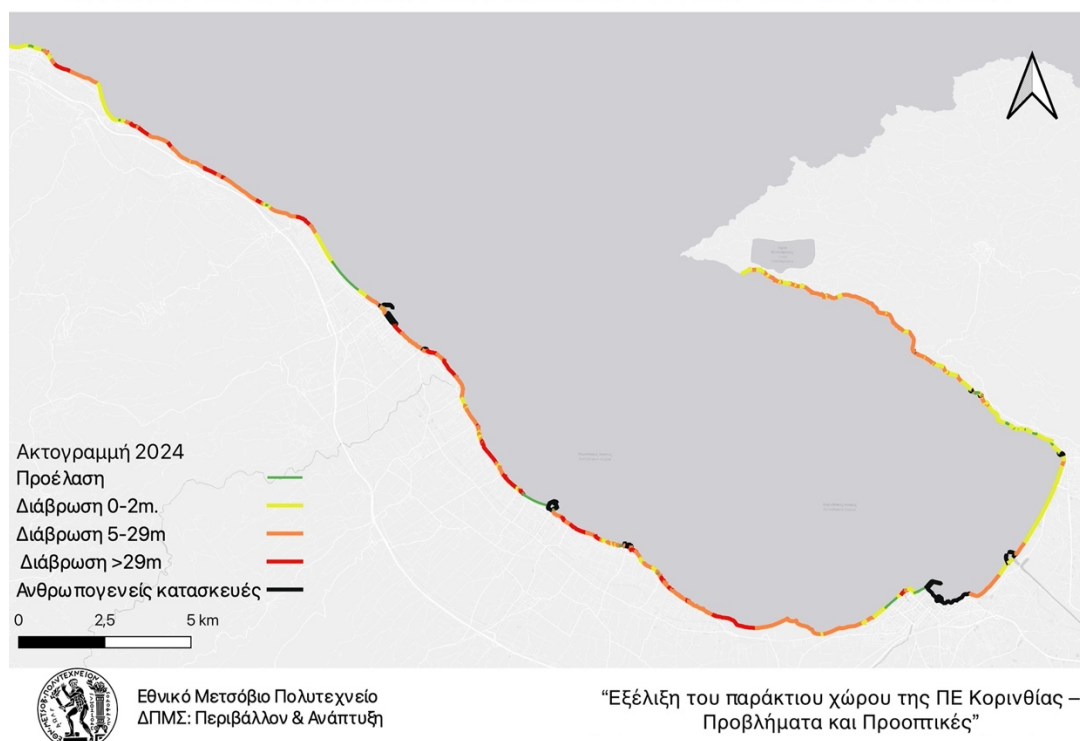 Ακτογραμμή 2024
Προέλαση
Διάβρωση 0-2m.
Διάβρωση 5-29m
Διάβρωση >29m
Ανθρωπογενείς κατασκευές
0 2,5 5 km
Εθνικό Μετσόβιο Πολυτεχνείο
ΔΠΜΣ: Περιβάλλον & Ανάπτυξη
“Εξέλιξη του παράκτιου χώρου της ΠΕ Κορινθίας –
Προβλήματα και Προοπτικές”